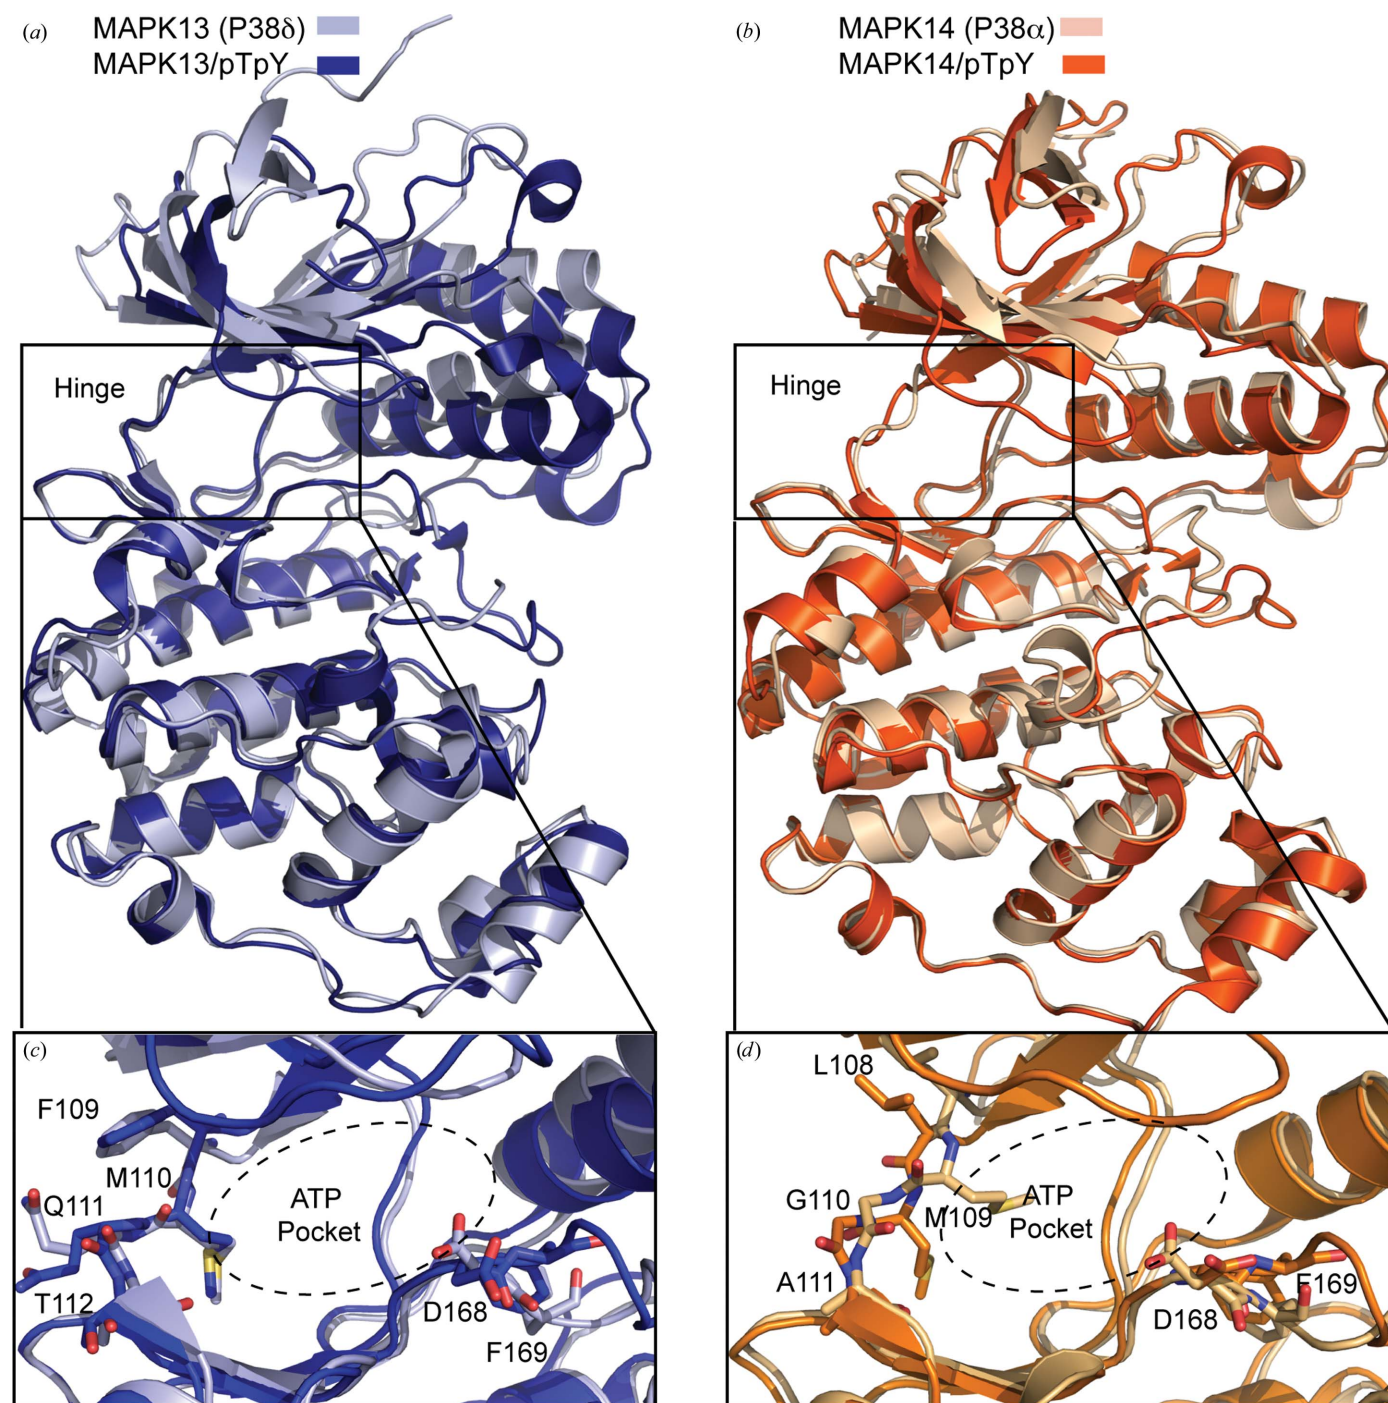 (a)
MAPK13 (P38δ)
MAPK13/pTpY
(b)
MAPK14 (P38α)
MAPK14/pTpY
Hinge
Hinge
(c)
F109
M110
Q111
T112
ATP
Pocket
D168
F169
(d)
L108
G110
M109
A111
ATP
Pocket
D168
F169